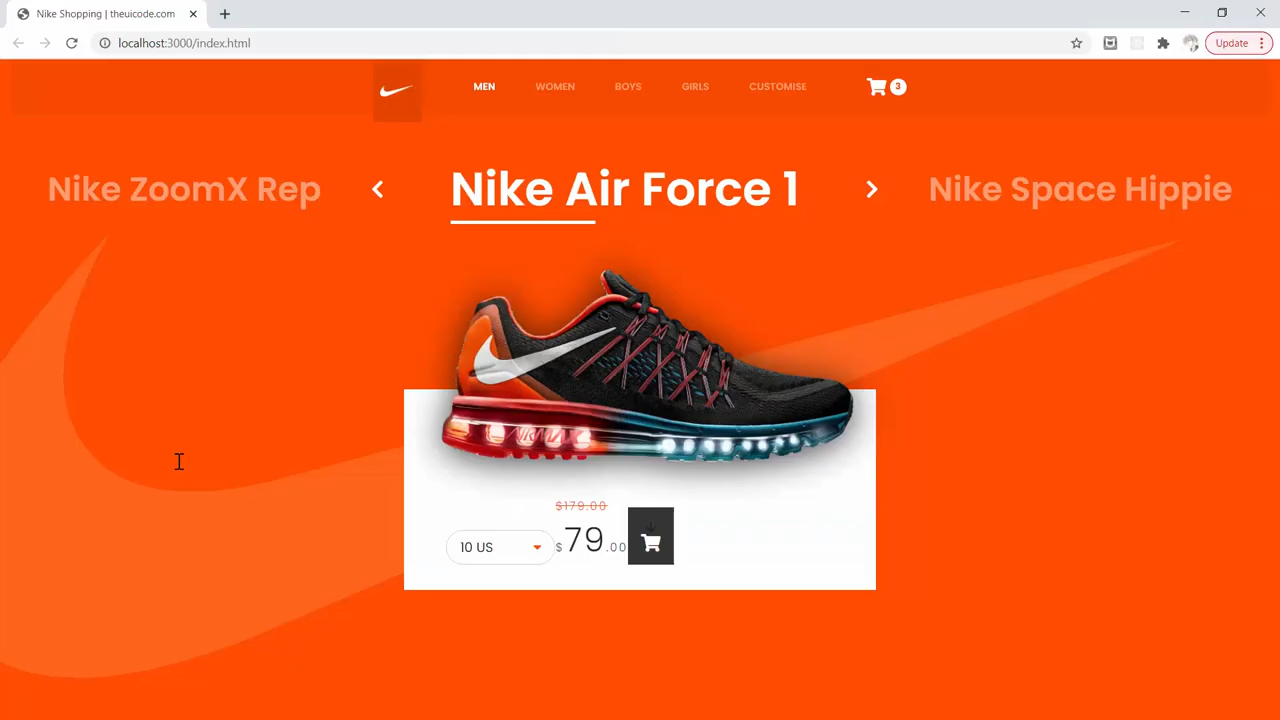 Nike Shopping | theuicode.com
localhost:3000/index.html
Update
MEN WOMEN BOYS GIRLS CUSTOMISE 3
Nike ZoomX Rep Nike Air Force 1 Nike Space Hippie
AIRMAX
$179.00
10 US $79.00